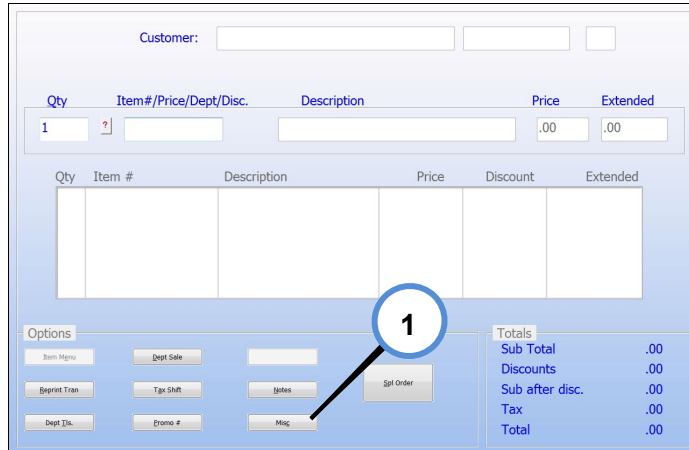 Customer:
Qty Item#/Price/Dept/Disc. Description Price Extended
1 ? .00 .00
Qty Item # Description Price Discount Extended
1
Options
Totals
Item Menu Dept Sale
Sub Total .00
Discounts .00
Reprint Tran Tax Shift Notes Spl Order
Sub after disc. .00
Tax .00
Dept Tls. Promo # Misc
Total .00